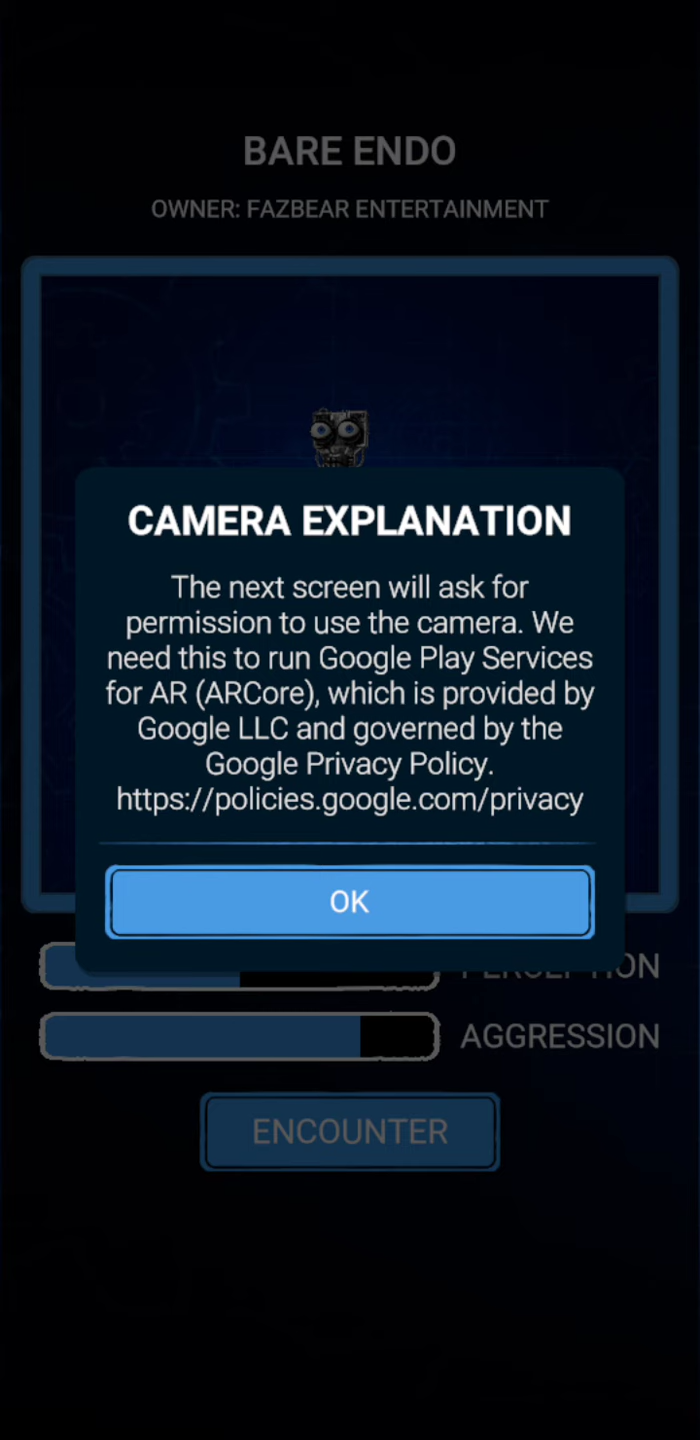 BARE ENDO
OWNER: FAZBEAR ENTERTAINMENT
CAMERA EXPLANATION
The next screen will ask for
permission to use the camera. We
need this to run Google Play Services
for AR (ARCore), which is provided by
Google LLC and governed by the
Google Privacy Policy.
https://policies.google.com/privacy
OK
PERCEPTION
AGGRESSION
ENCOUNTER